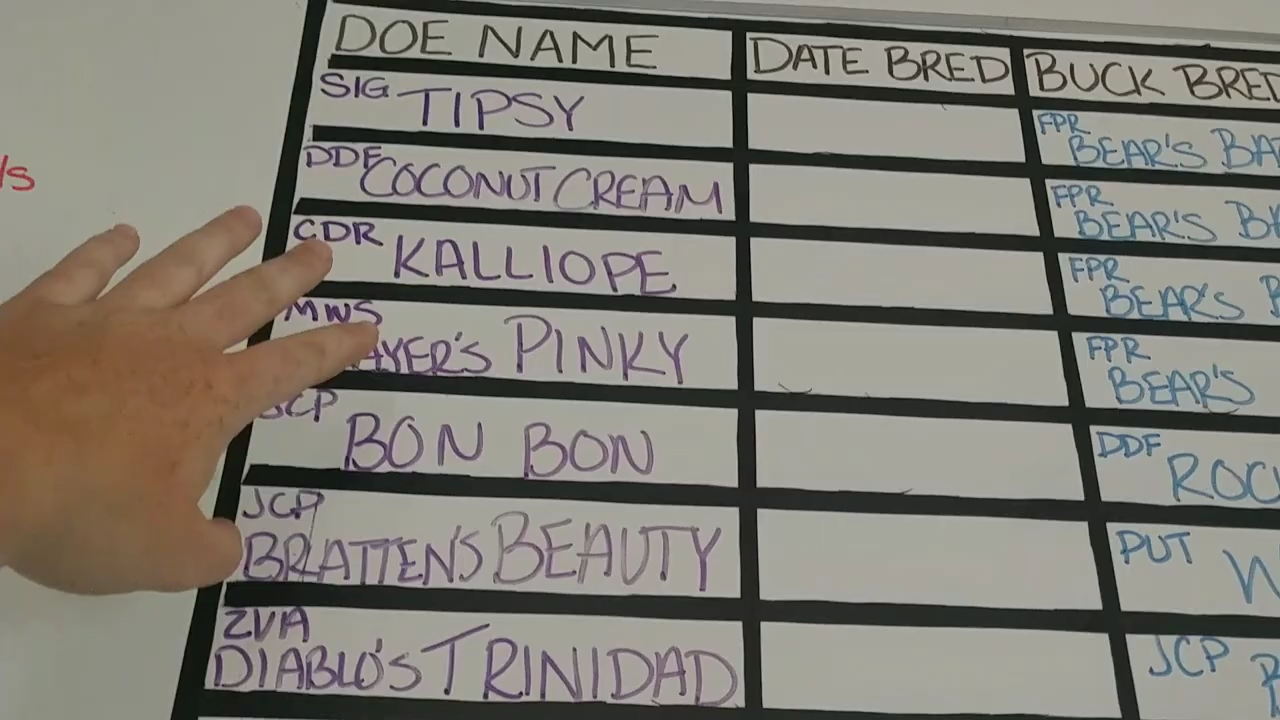 DOE NAME DATE BRED BUCK BRED
SIG TIPSY FPR BEAR'S
DDF COCONUT CREAM FPR BEAR'S
CDR KALLIOPE FPR BEAR'S
MWS PINKY FPR BEAR'S
BON BON DDF
JCP BRATTEN'S BEAUTY PUT
ZVA DIABLO'S TRINIDAD JCP